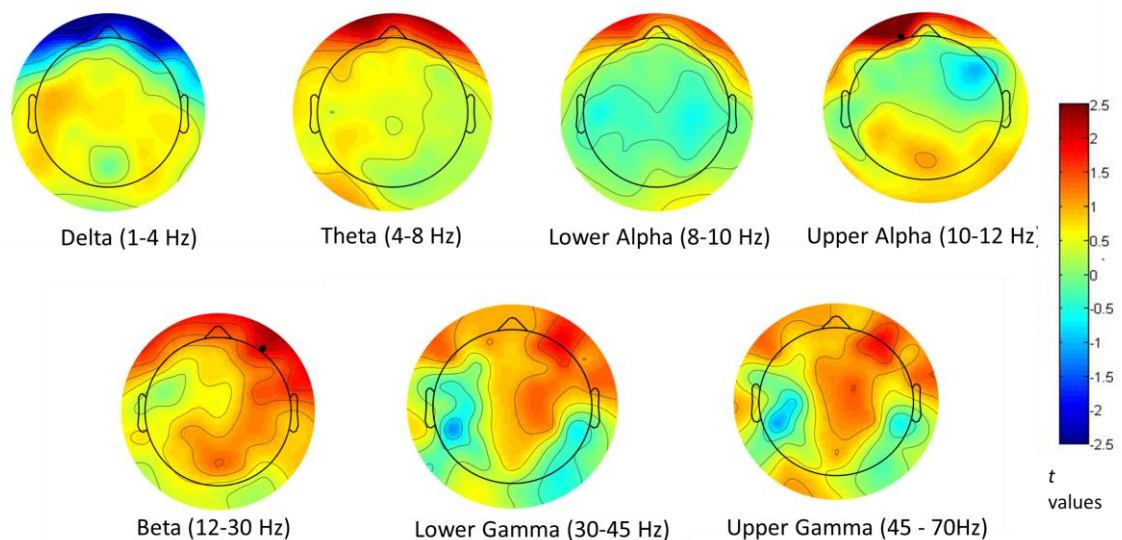 Delta (1-4 Hz)
Theta (4-8 Hz)
Lower Alpha (8-10 Hz)
Upper Alpha (10-12 Hz)
2.5
2
1.5
1
0.5
0
-0.5
-1
-1.5
-2
-2.5
t
values
Beta (12-30 Hz)
Lower Gamma (30-45 Hz)
Upper Gamma (45 - 70Hz)